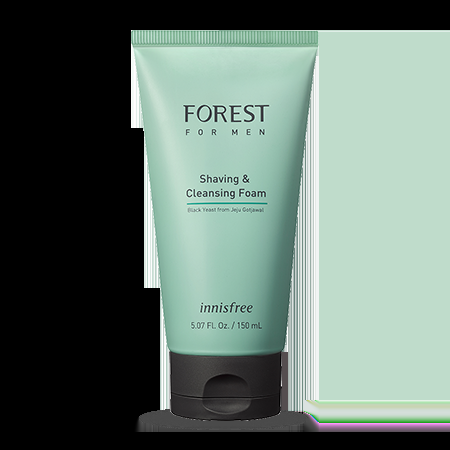 FOREST
FOR MEN
Shaving &
Cleansing Foam
Black Yeast from Jeju Gotjawal
innisfree
5.07 Fl. Oz. / 150 mL